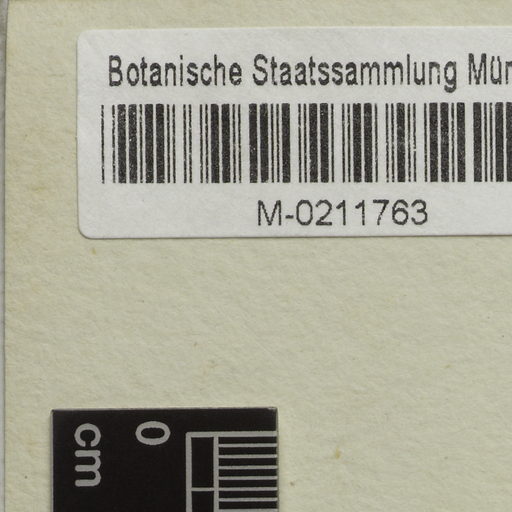 Botanische Staatssammlung Mün
M-0211763
0
cm